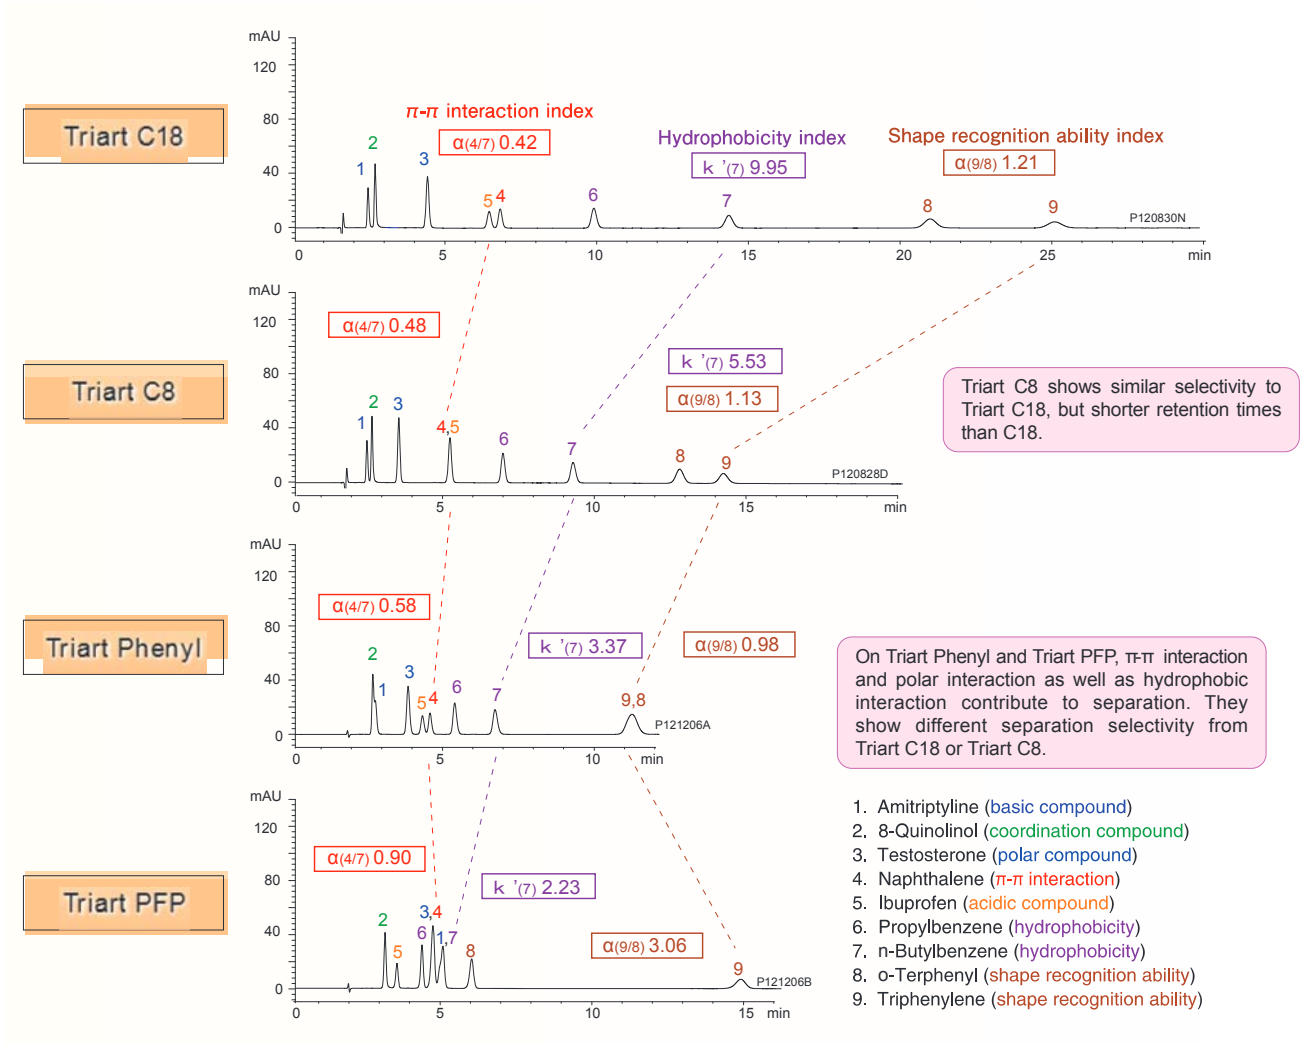 Triart C18
mAU
120
80
40
0
π-π interaction index
α(4/7) 0.42
Hydrophobicity index
k '(7) 9.95
Shape recognition ability index
α(9/8) 1.21
1
2
3
5
4
6
7
8
9
P120830N
0
5
10
15
20
25
min
Triart C8
mAU
120
80
40
0
α(4/7) 0.48
k '(7) 5.53
α(9/8) 1.13
1
2
3
4,5
6
7
8
9
P120828D
0
5
10
15
min
Triart C8 shows similar selectivity to
Triart C18, but shorter retention times
than C18.
Triart Phenyl
mAU
120
80
40
0
α(4/7) 0.58
k '(7) 3.37
α(9/8) 0.98
2
1
3
5
4
6
7
9,8
P121206A
0
5
10
min
On Triart Phenyl and Triart PFP, π-π interaction
and polar interaction as well as hydrophobic
interaction contribute to separation. They
show different separation selectivity from
Triart C18 or Triart C8.
Triart PFP
mAU
120
80
40
0
α(4/7) 0.90
k '(7) 2.23
α(9/8) 3.06
2
5
6
3,4
1,7
8
9
P121206B
0
5
10
15
min
1. Amitriptyline (basic compound)
2. 8-Quinolinol (coordination compound)
3. Testosterone (polar compound)
4. Naphthalene (π-π interaction)
5. Ibuprofen (acidic compound)
6. Propylbenzene (hydrophobicity)
7. n-Butylbenzene (hydrophobicity)
8. o-Terphenyl (shape recognition ability)
9. Triphenylene (shape recognition ability)